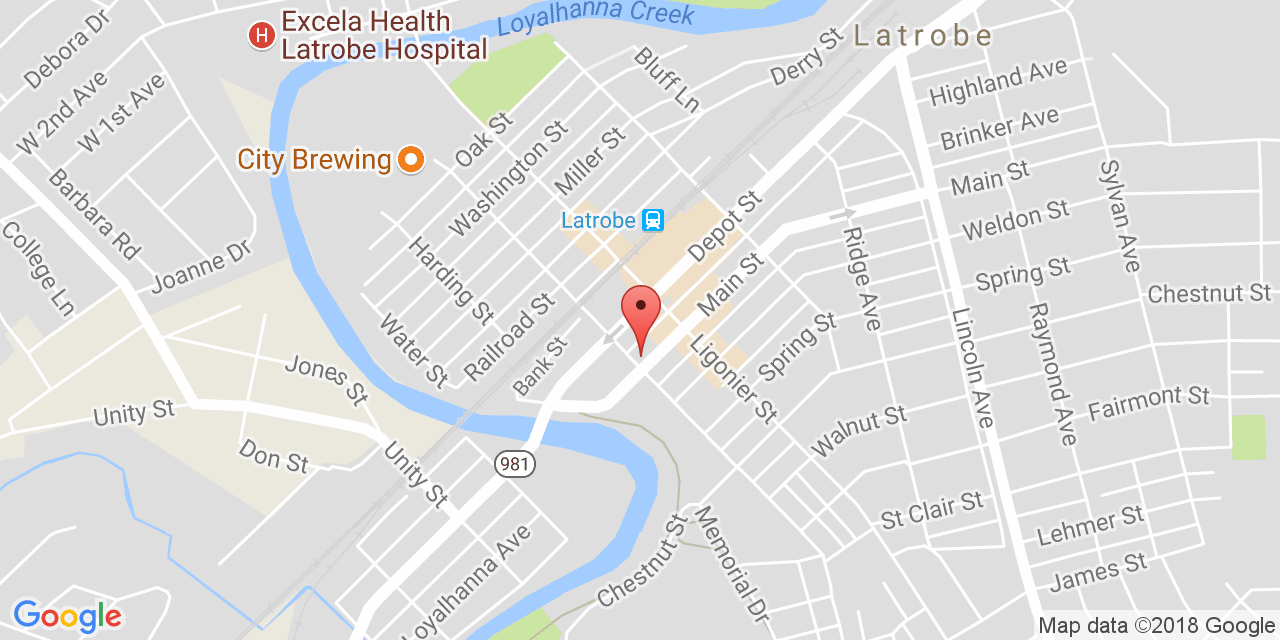 Debora Dr
H
Excela Health
Latrobe Hospital
Loyalhanna Creek
Latrobe
W 2nd Ave
W 1st Ave
Bluff Ln
Derry St
Highland Ave
Brinker Ave
City Brewing
Oak St
Washington St
Miller St
Main St
Barbara Rd
Sylvan Ave
Latrobe
Depot St
Weldon St
College Ln
Joanne Dr
Harding St
Main St
Ridge Ave
Spring St
Chestnut St
Water St
Railroad St
Bank St
Ligonier St
Spring St
Lincoln Ave
Raymond Ave
Jones St
Unity St
Fairmont St
Walnut St
Don St
Unity St
981
St Clair St
Lehmer St
Loyalhanna Ave
Chestnut St
Memorial Dr
James St
Google
Map data ©2018 Google